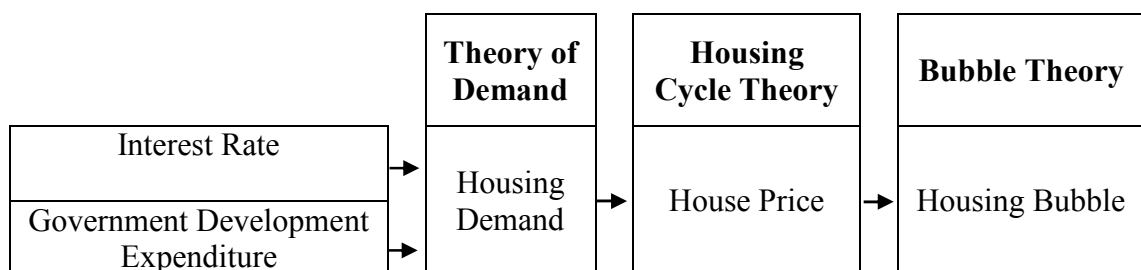 Theory of
Demand
Housing
Cycle Theory
Bubble Theory
Interest Rate
Government Development
Expenditure
Housing
Demand
House Price
Housing Bubble